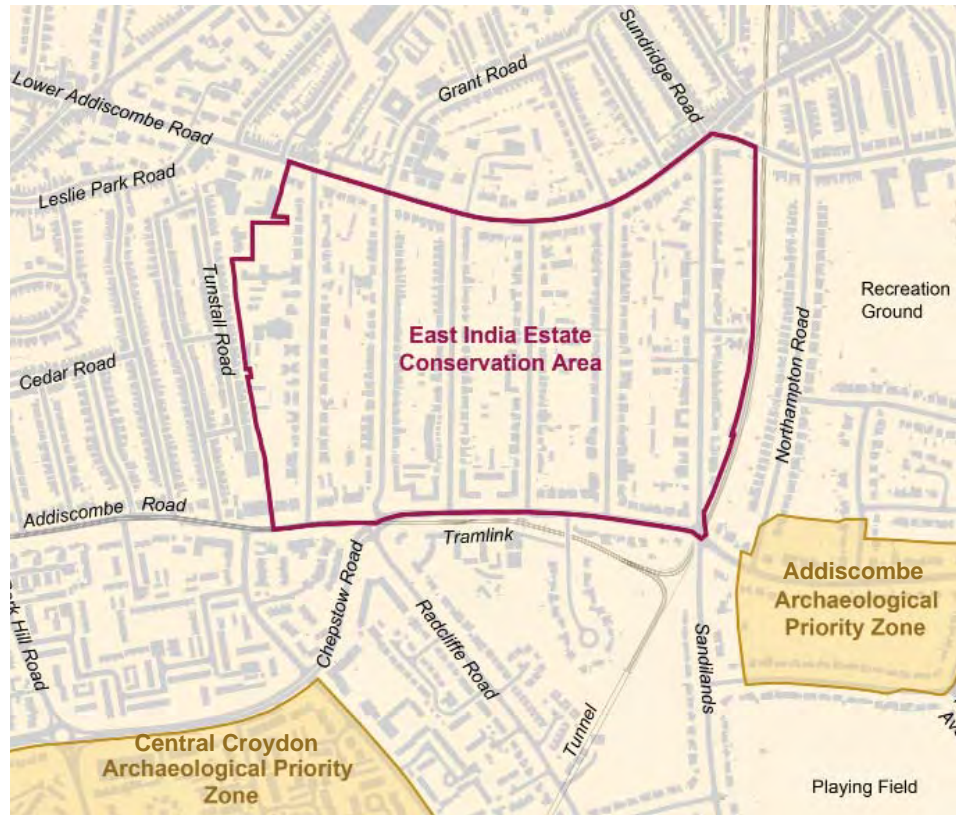 Sundridge Road
Grant Road
Lower Addiscombe Road
Leslie Park Road
Tunstall Road
Recreation
Ground
East India Estate
Conservation Area
Cedar Road
Northampton Road
Addiscombe Road
Tramlink
Addiscombe
Archaeological
Priority Zone
Chepstow Road
Radcliffe Road
Hill Road
Sandilands
Tunnel
Central Croydon
Archaeological Priority
Zone
Playing Field